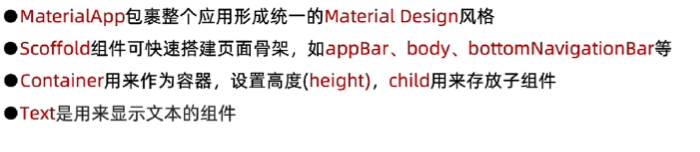 ●MaterialApp包裹整个应用形成统一的Material Design风格
●Scoffold组件可快速搭建页面骨架，如appBar、body、bottomNavigationBar等
●Container用来作为容器，设置高度(height)，child用来存放子组件
●Text是用来显示文本的组件